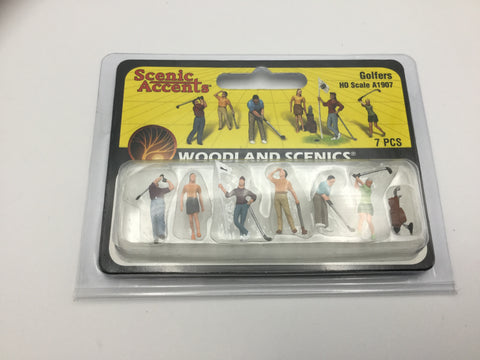 Scenic
Accents®
Golfers
HO Scale A1907
7 PCS
WOODLAND SCENICS®